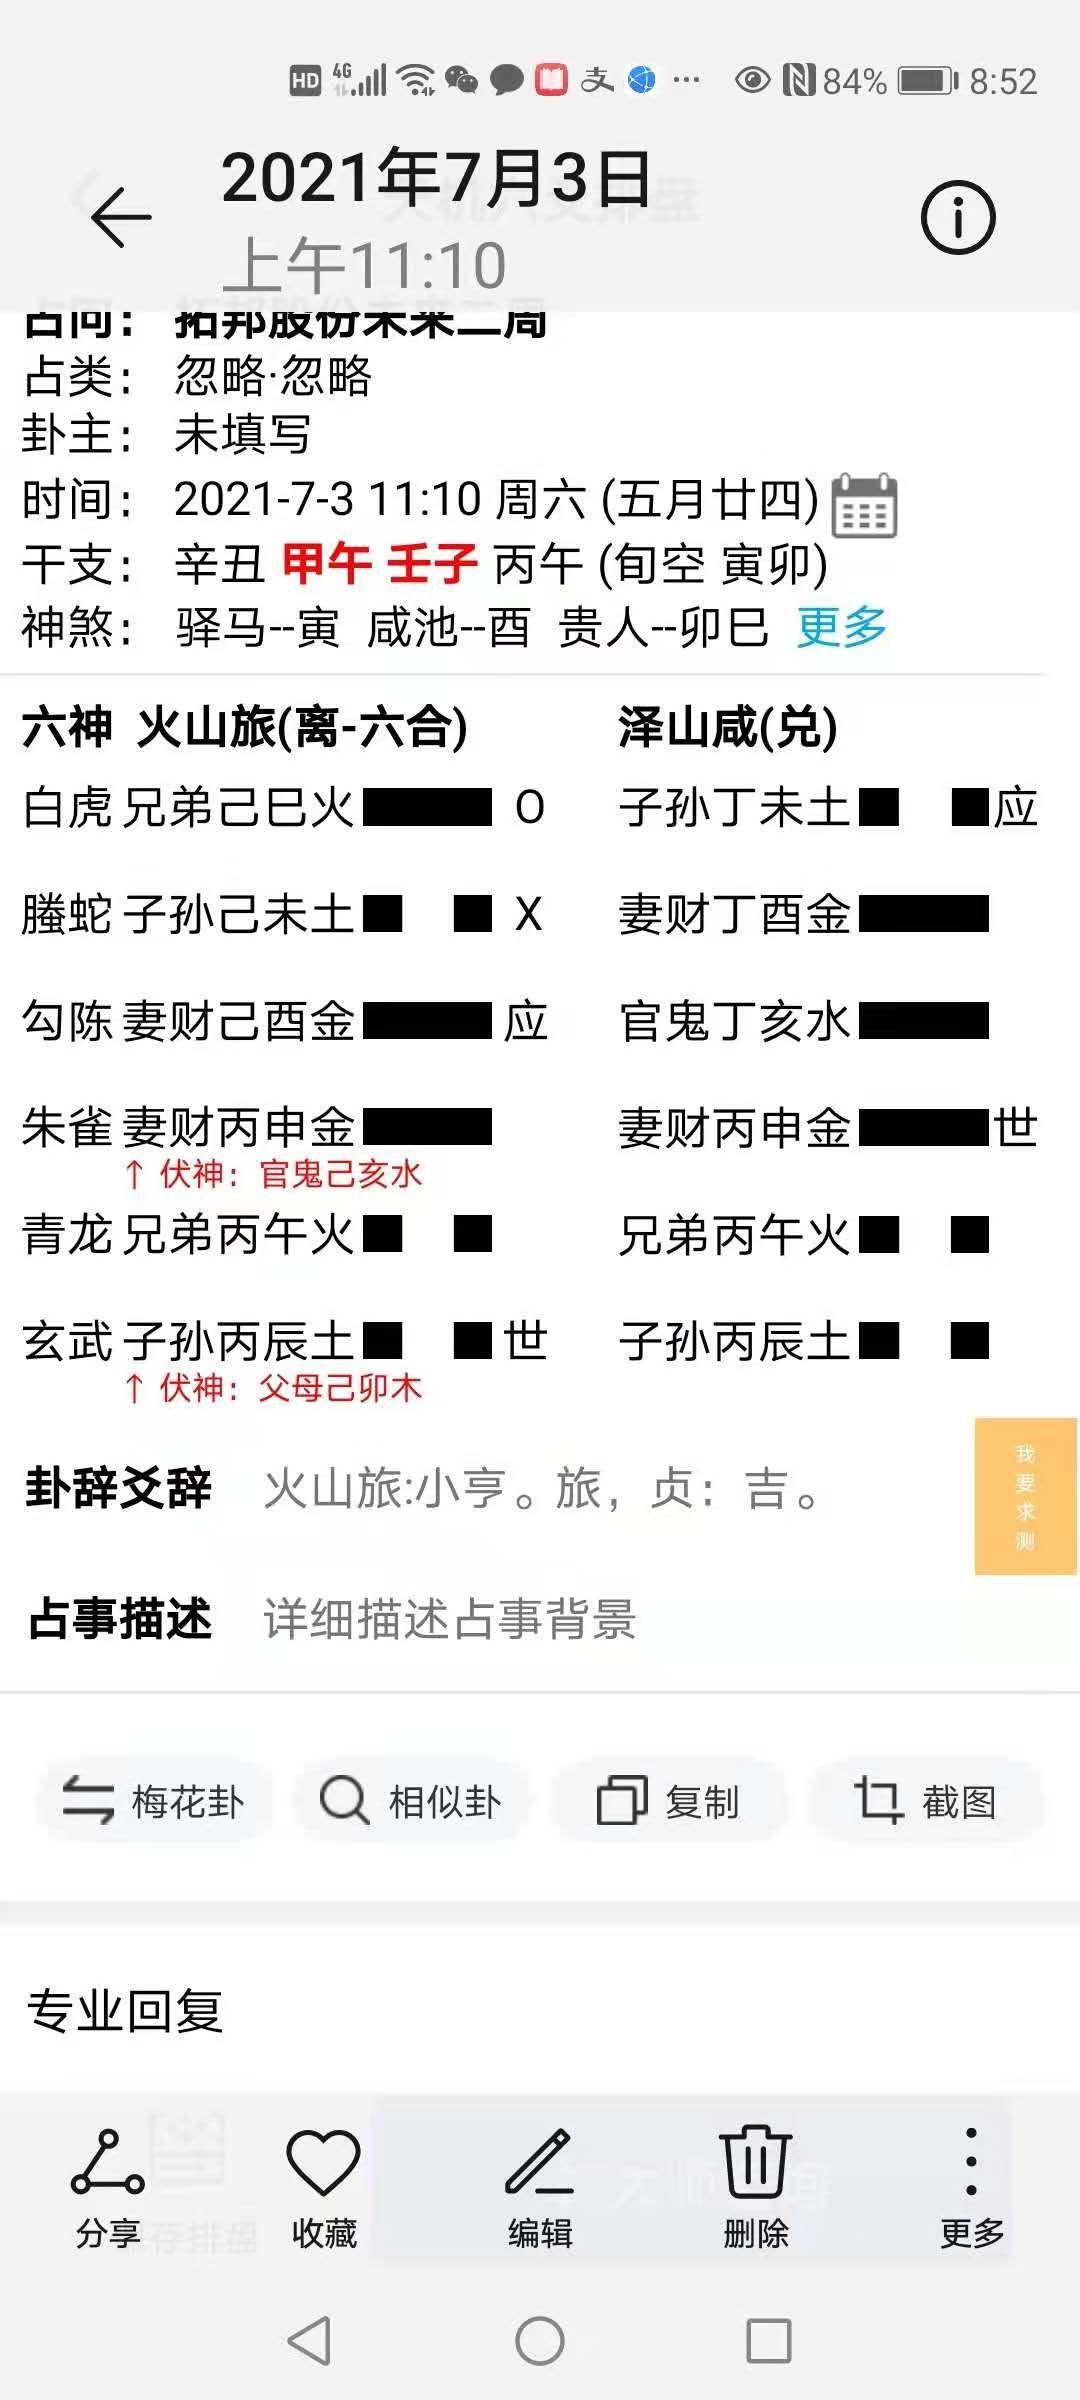 HD 4G 支 ··· 84% 8:52
2021年7月3日
上午11:10
占问： 拓邦股份未来二周
占类： 忽略·忽略
卦主： 未填写
时间： 2021-7-3 11:10 周六 (五月廿四)
干支： 辛丑 甲午 壬子 丙午 (旬空 寅卯)
神煞： 驿马--寅 咸池--酉 贵人--卯巳 更多
六神 火山旅(离-六合) 泽山咸(兑)
白虎 兄弟己巳火 O 子孙丁未土 应
螣蛇 子孙己未土 X 妻财丁酉金
勾陈 妻财己酉金 应 官鬼丁亥水
朱雀 妻财丙申金 妻财丙申金 世
↑ 伏神：官鬼己亥水
青龙 兄弟丙午火 兄弟丙午火
玄武 子孙丙辰土 世 子孙丙辰土
↑ 伏神：父母己卯木
卦辞爻辞 火山旅:小亨。旅，贞：吉。
我要求测
占事描述 详细描述占事背景
梅花卦 相似卦 复制 截图
专业回复
分享 收藏 编辑 删除 更多